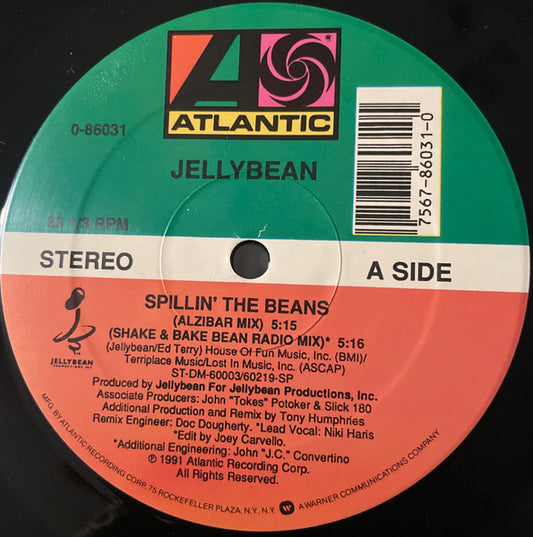 ATLANTIC
0-86031
JELLYBEAN
7567-86031-0
33 1/3 RPM
STEREO
A SIDE
SPILLIN' THE BEANS
(ALZIBAR MIX) 5:15
(SHAKE & BAKE BEAN RADIO MIX)* 5:16
(Jellybean/Ed Terry) House Of Fun Music, Inc. (BMI)/
Terriplace Music/Lost In Music, Inc. (ASCAP)
ST-DM-60003/60219-SP
JELLYBEAN
PRODUCTIONS INC
Produced by Jellybean For Jellybean Productions, Inc.
Associate Producers: John "Tokes" Potoker & Slick 180
Additional Production and Remix by Tony Humphries
Remix Engineer: Doc Dougherty. *Lead Vocal: Niki Haris
*Edit by Joey Carvello.
*Additional Engineering: John "J.C." Convertino
℗ 1991 Atlantic Recording Corp.
All Rights Reserved.
MFG. BY ATLANTIC RECORDING CORP. 75 ROCKEFELLER PLAZA, N.Y. N.Y. A WARNER COMMUNICATIONS COMPANY